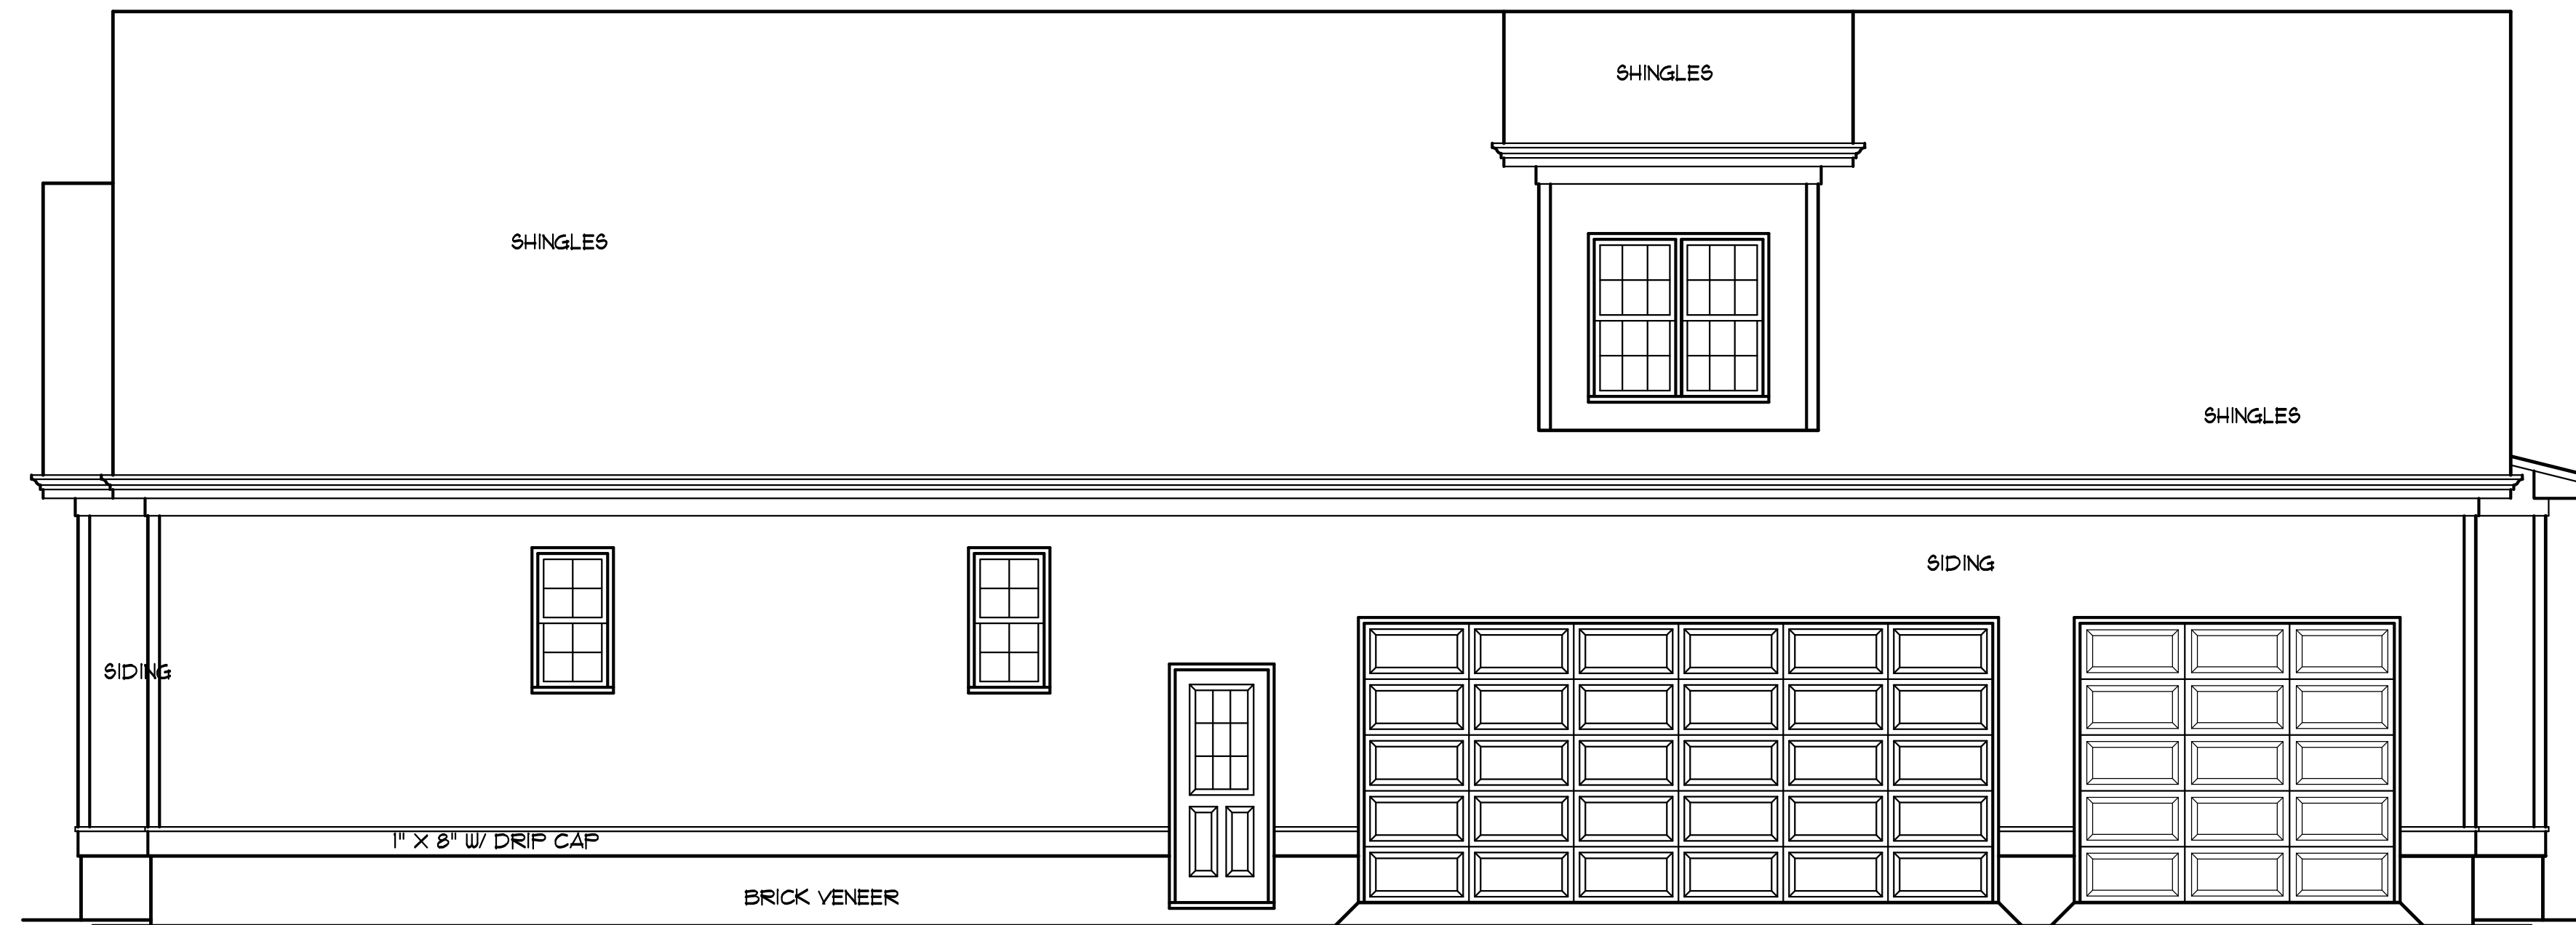 SHINGLES
SHINGLES
SHINGLES
SIDING
SIDING
1" X 8" W/ DRIP CAP
BRICK VENEER